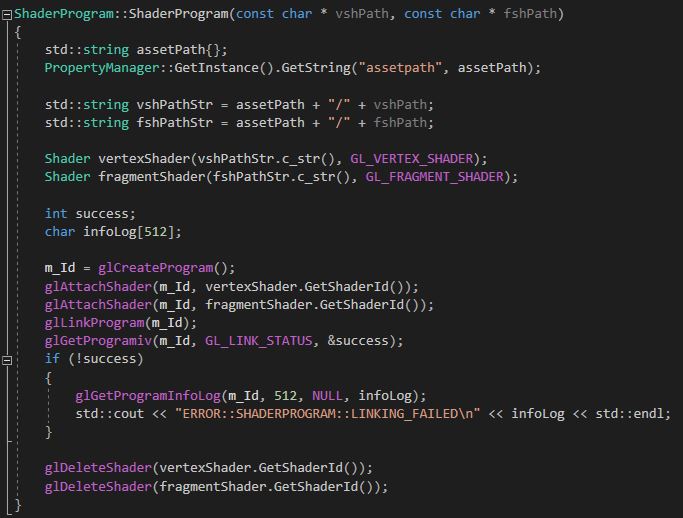 ShaderProgram::ShaderProgram(const char * vshPath, const char * fshPath)
{
    std::string assetPath{};
    PropertyManager::GetInstance().GetString("assetpath", assetPath);

    std::string vshPathStr = assetPath + "/" + vshPath;
    std::string fshPathStr = assetPath + "/" + fshPath;

    Shader vertexShader(vshPathStr.c_str(), GL_VERTEX_SHADER);
    Shader fragmentShader(fshPathStr.c_str(), GL_FRAGMENT_SHADER);

    int success;
    char infoLog[512];

    m_Id = glCreateProgram();
    glAttachShader(m_Id, vertexShader.GetShaderId());
    glAttachShader(m_Id, fragmentShader.GetShaderId());
    glLinkProgram(m_Id);
    glGetProgramiv(m_Id, GL_LINK_STATUS, &success);
    if (!success)
    {
        glGetProgramInfoLog(m_Id, 512, NULL, infoLog);
        std::cout << "ERROR::SHADERPROGRAM::LINKING_FAILED\n" << infoLog << std::endl;
    }

    glDeleteShader(vertexShader.GetShaderId());
    glDeleteShader(fragmentShader.GetShaderId());
}